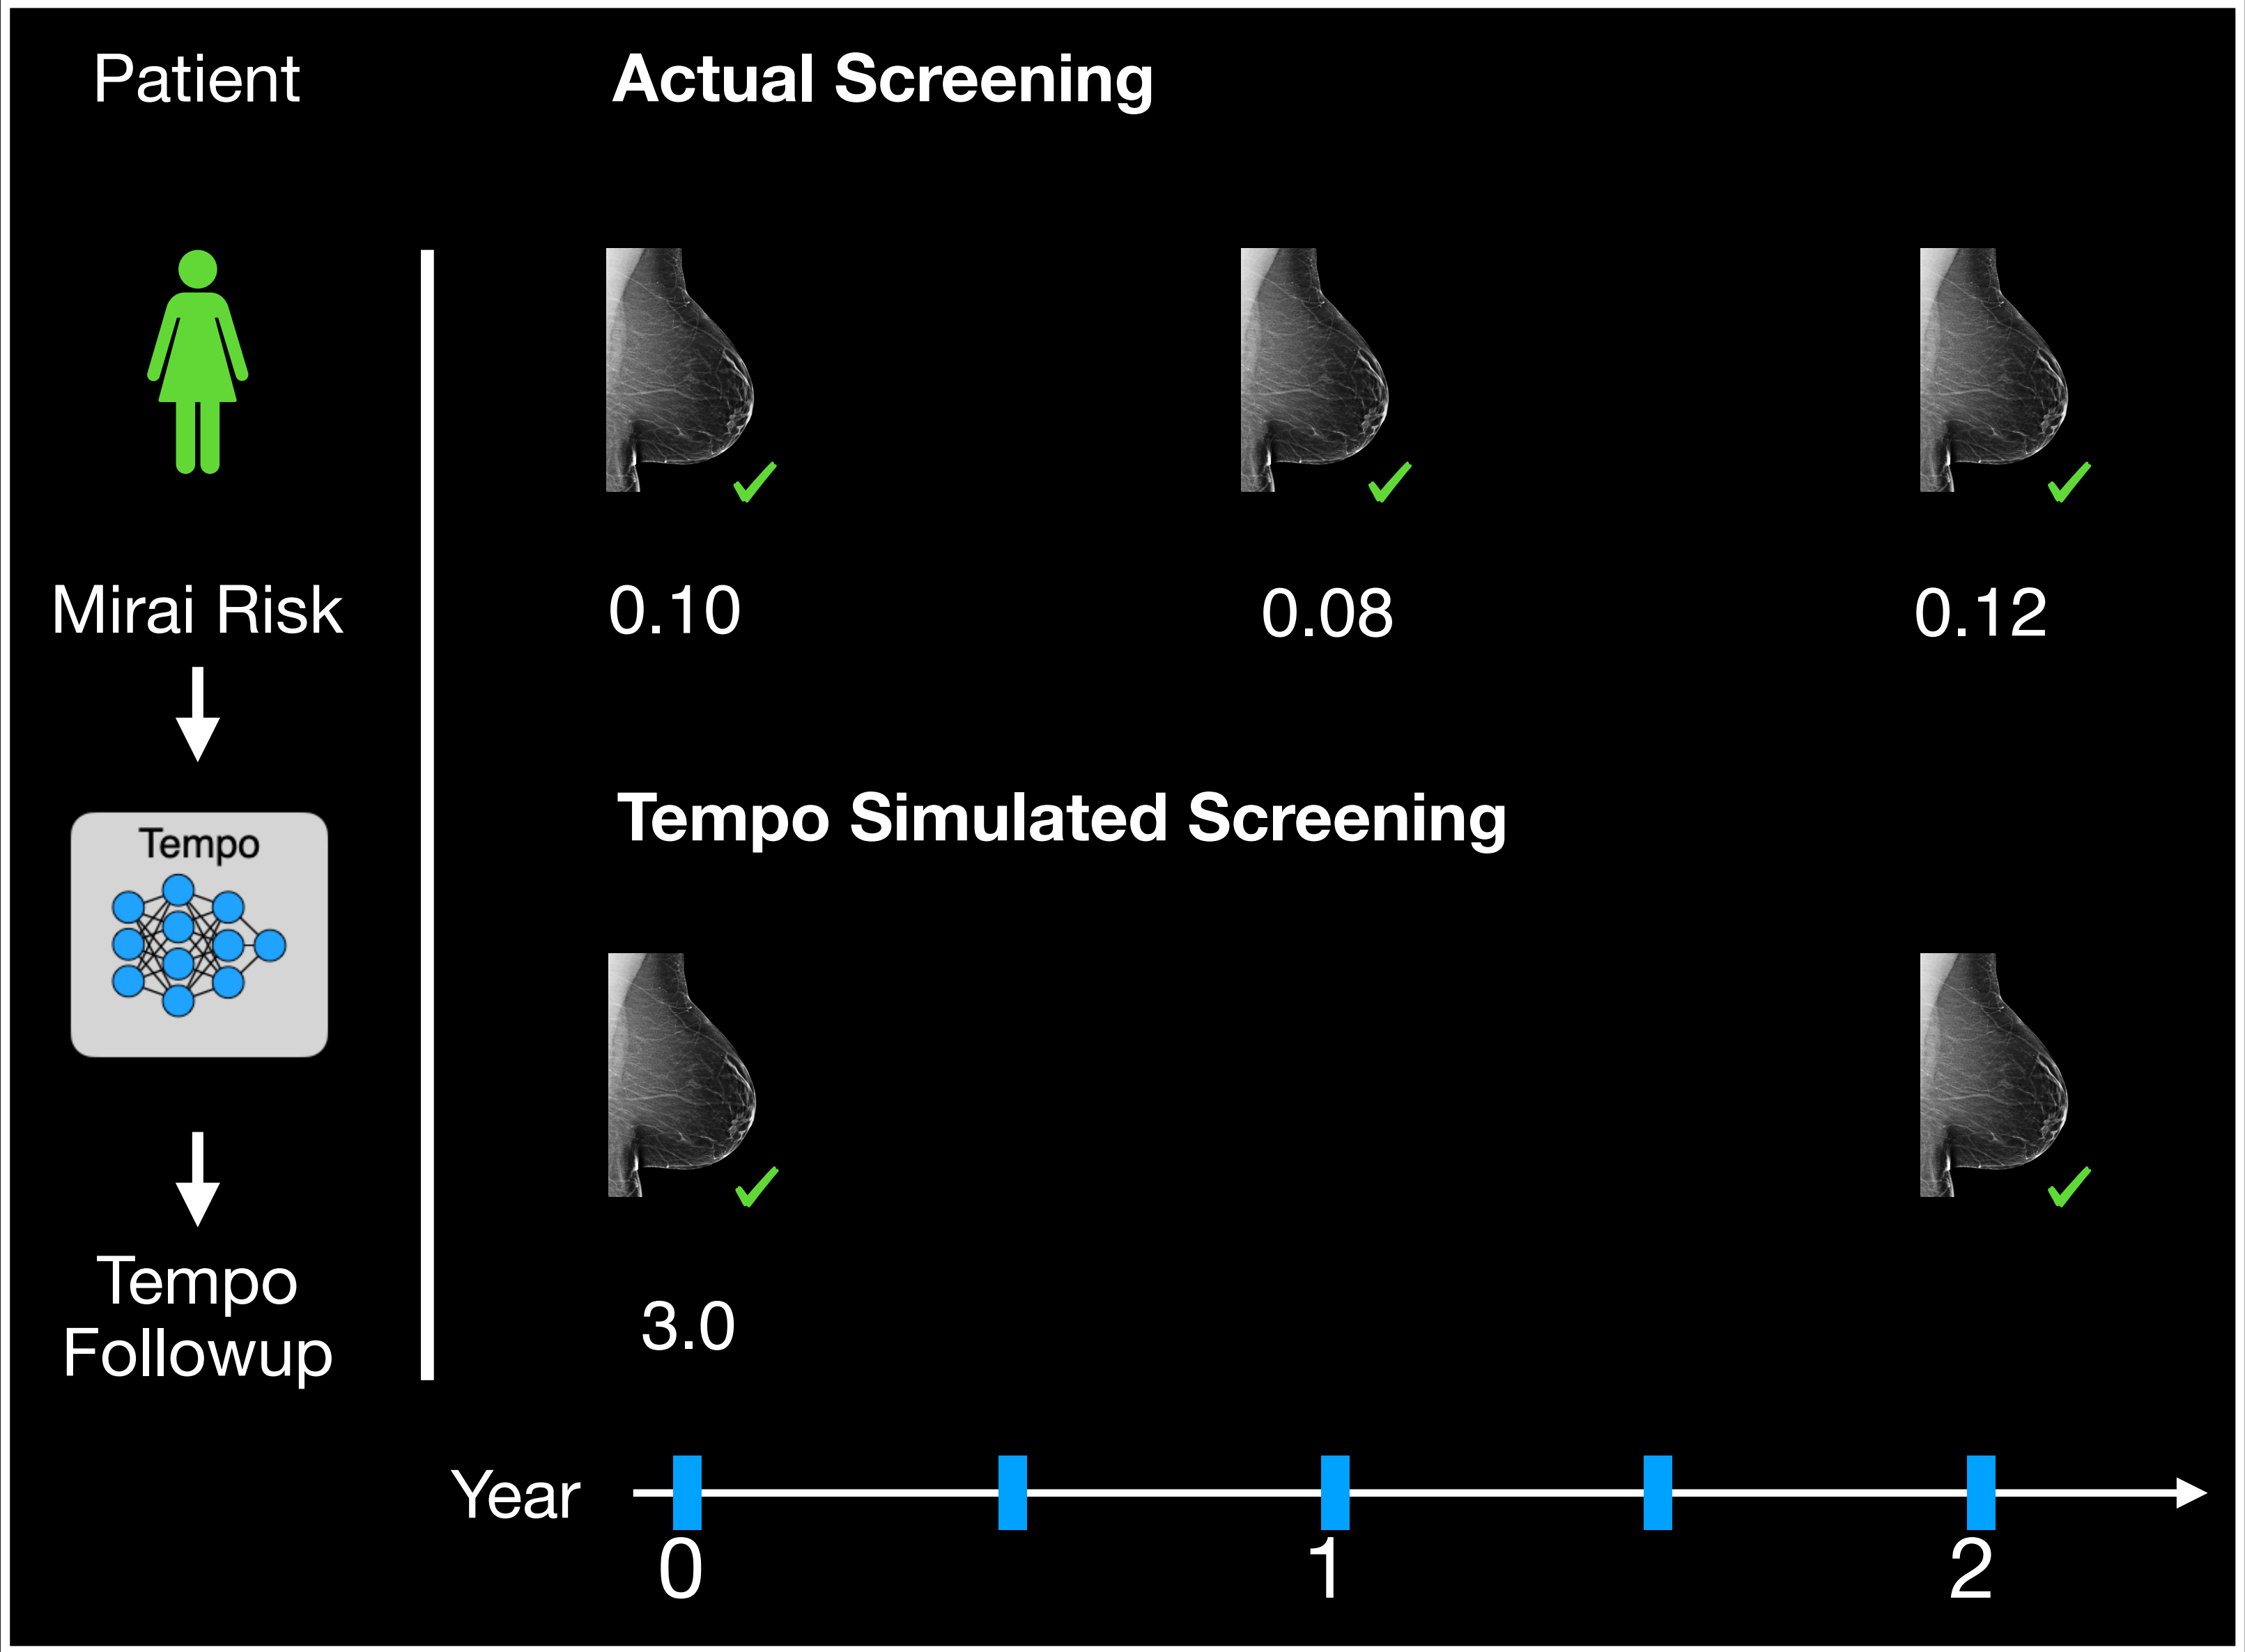 Patient
Actual Screening
Mirai Risk
0.10
0.08
0.12
Tempo Simulated Screening
Tempo
Tempo
Followup
3.0
Year
0
1
2